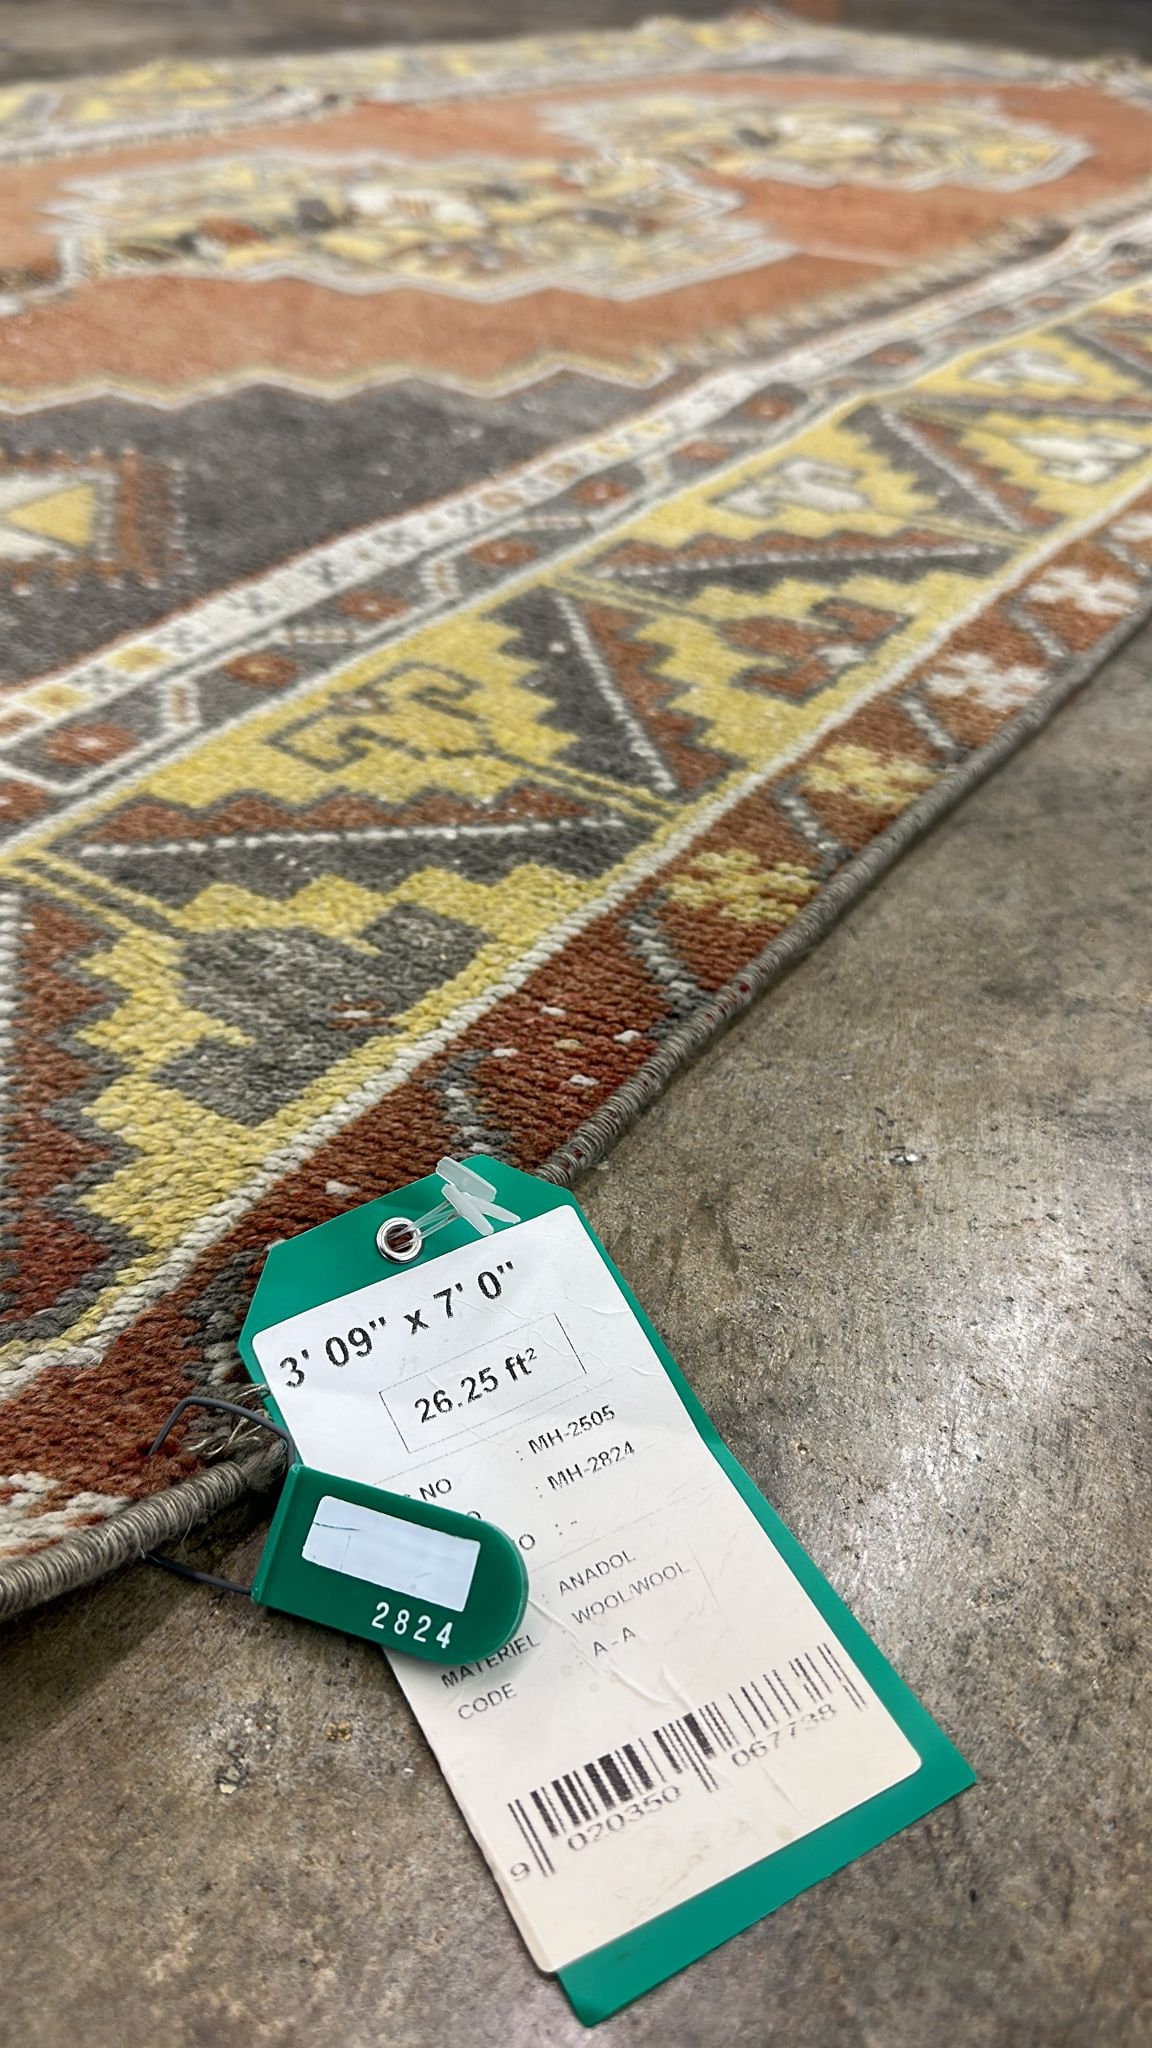 3' 09" x 7' 0"
26.25 ft²
NO : MH-2505
: MH-2824
O : -
: ANADOL
WOOL/WOOL
MATERIEL
CODE : A - A
9 020350 067738
2824